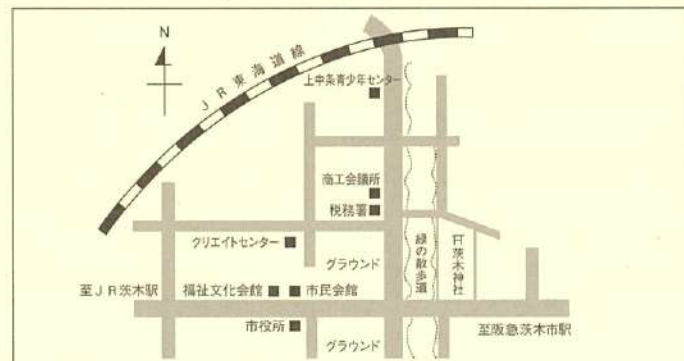 N
JR東海道線
上中条青少年センター
商工会議所
税務署
クリエイトセンター
グラウンド
緑の散歩道
茨木神社
至JR茨木駅
福祉文化会館
市民会館
市役所
グラウンド
至阪急茨木市駅